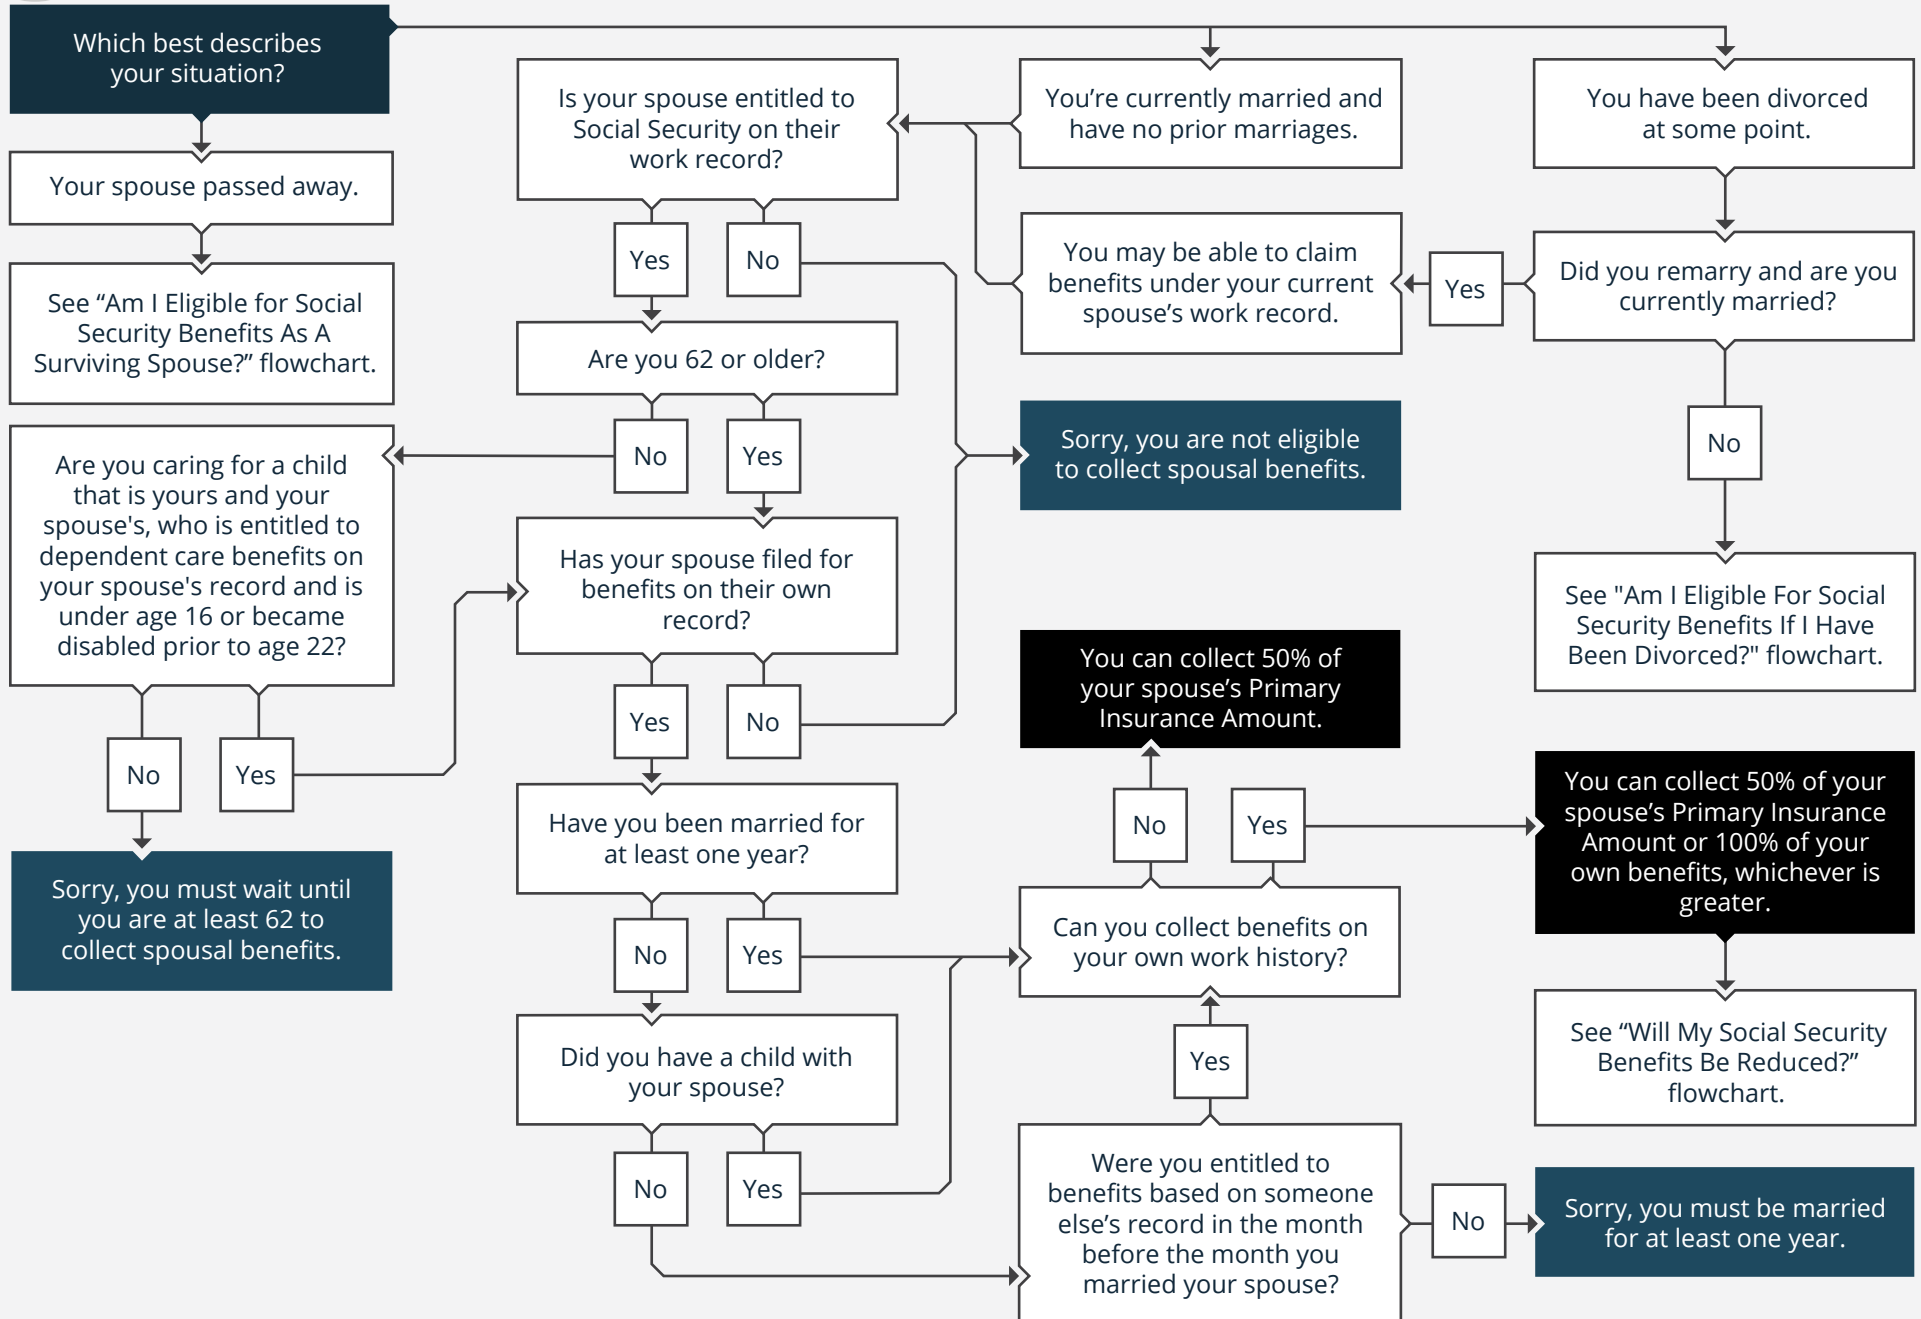 Which best describes
your situation?
Your spouse passed away.
See “Am I Eligible for Social
Security Benefits As A
Surviving Spouse?” flowchart.
You’re currently married and
have no prior marriages.
You have been divorced
at some point.
Did you remarry and are you
currently married?
Yes
You may be able to claim
benefits under your current
spouse’s work record.
No
See "Am I Eligible For Social
Security Benefits If I Have
Been Divorced?" flowchart.
Is your spouse entitled to
Social Security on their
work record?
Yes
No
Sorry, you are not eligible
to collect spousal benefits.
Are you 62 or older?
No
Yes
Are you caring for a child
that is yours and your
spouse's, who is entitled to
dependent care benefits on
your spouse's record and is
under age 16 or became
disabled prior to age 22?
No
Yes
Sorry, you must wait until
you are at least 62 to
collect spousal benefits.
Has your spouse filed for
benefits on their own
record?
Yes
No
Have you been married for
at least one year?
No
Yes
Did you have a child with
your spouse?
No
Yes
Were you entitled to
benefits based on someone
else’s record in the month
before the month you
married your spouse?
Yes
No
Sorry, you must be married
for at least one year.
Can you collect benefits on
your own work history?
No
Yes
You can collect 50% of
your spouse’s Primary
Insurance Amount.
You can collect 50% of your
spouse’s Primary Insurance
Amount or 100% of your
own benefits, whichever is
greater.
See “Will My Social Security
Benefits Be Reduced?”
flowchart.